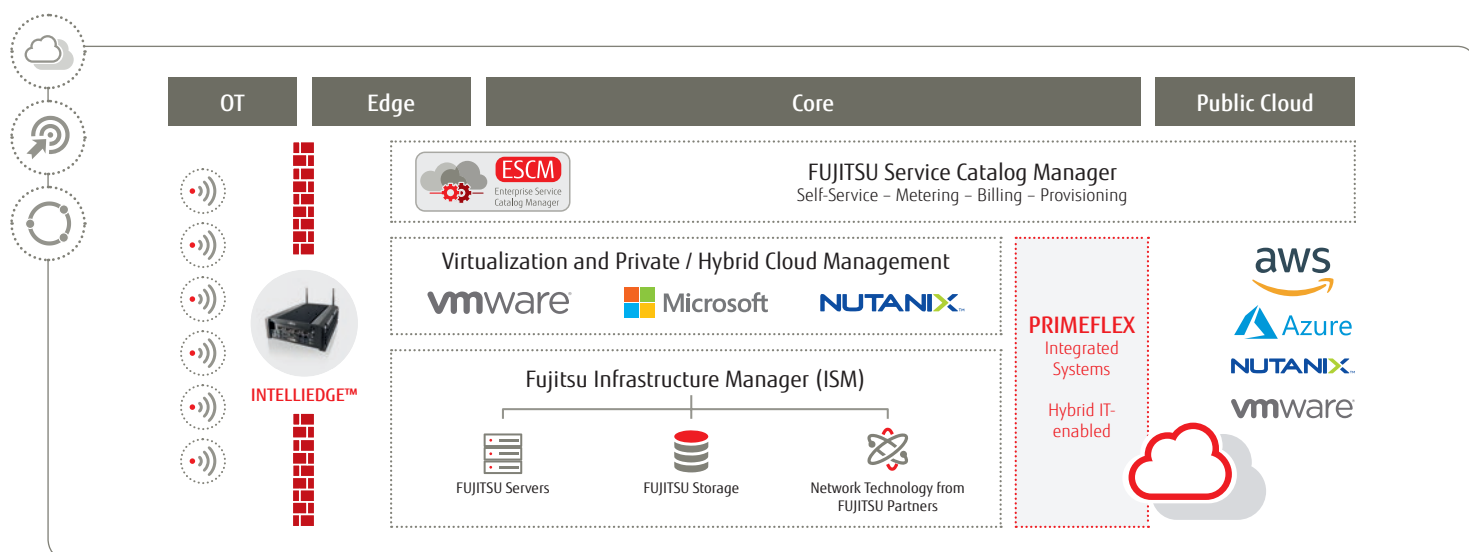 OT
Edge
Core
Public Cloud
ESCM
Enterprise Service
Catalog Manager
FUJITSU Service Catalog Manager
Self-Service – Metering – Billing – Provisioning
Virtualization and Private / Hybrid Cloud Management
vmware®
Microsoft
NUTANIX™
INTELLIEDGE™
Fujitsu Infrastructure Manager (ISM)
FUJITSU Servers
FUJITSU Storage
Network Technology from
FUJITSU Partners
PRIMEFLEX
Integrated
Systems
Hybrid IT-
enabled
aws
Azure
NUTANIX™
vmware®